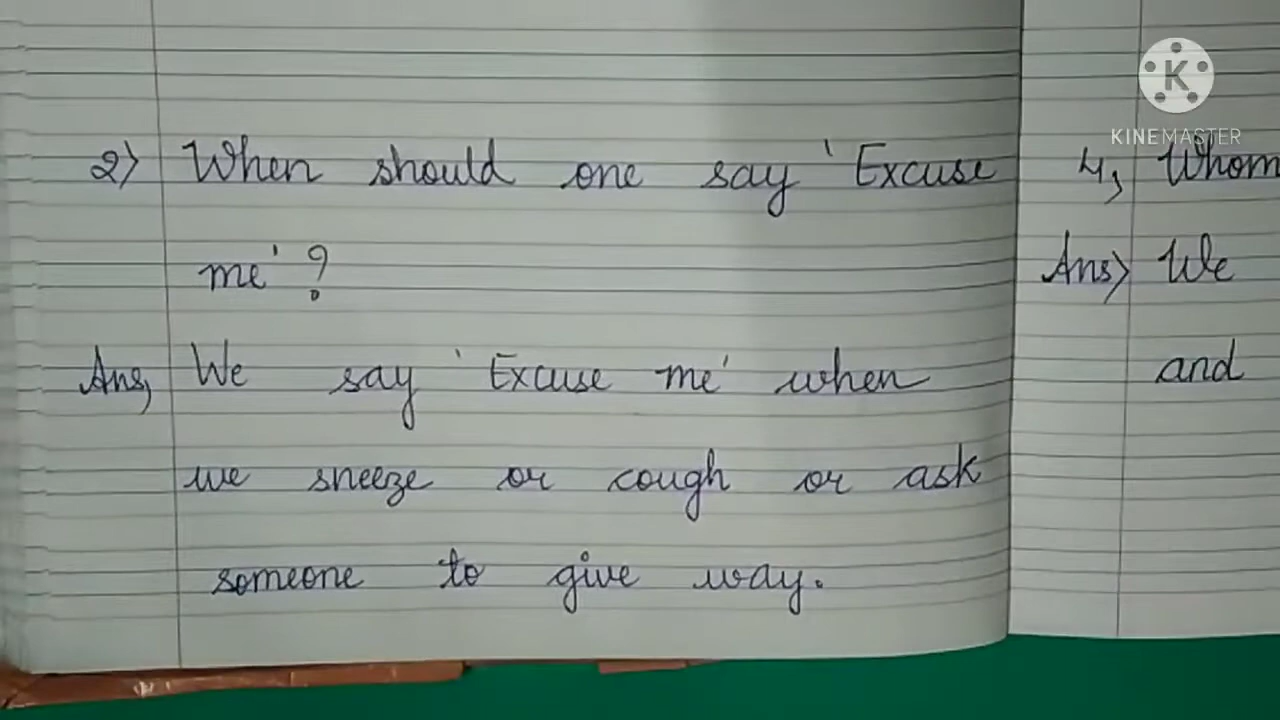 2) When should one say 'Excuse
me' ?
Ans, We say 'Excuse me' when
we sneeze or cough or ask
someone to give way.
4, Whom
Ans) We
and
K
KINEMASTER